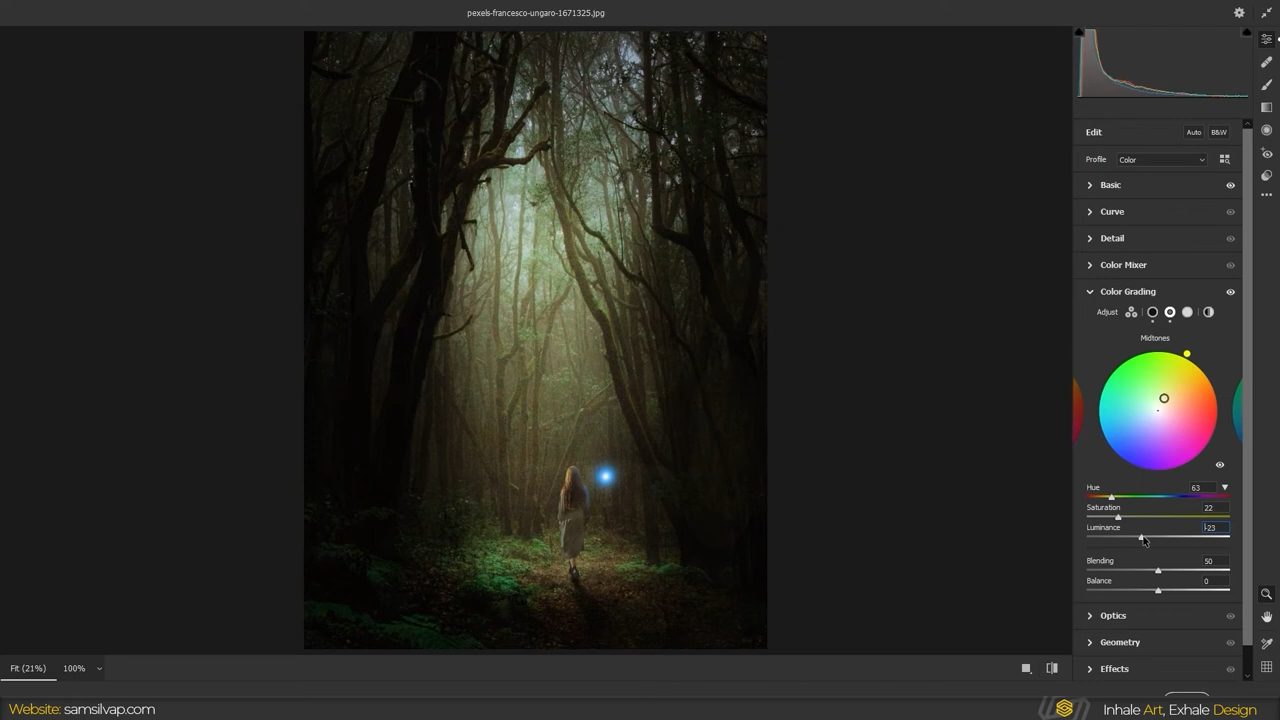 pexels-francesco-ungaro-1671325.jpg
Edit
Auto
B&W
Profile
Color
Basic
Curve
Detail
Color Mixer
Color Grading
Adjust
Midtones
Hue
63
Saturation
22
Luminance
-23
Blending
50
Balance
0
Optics
Geometry
Effects
Fit (21%)
100%
Website: samsilvap.com
Inhale Art, Exhale Design